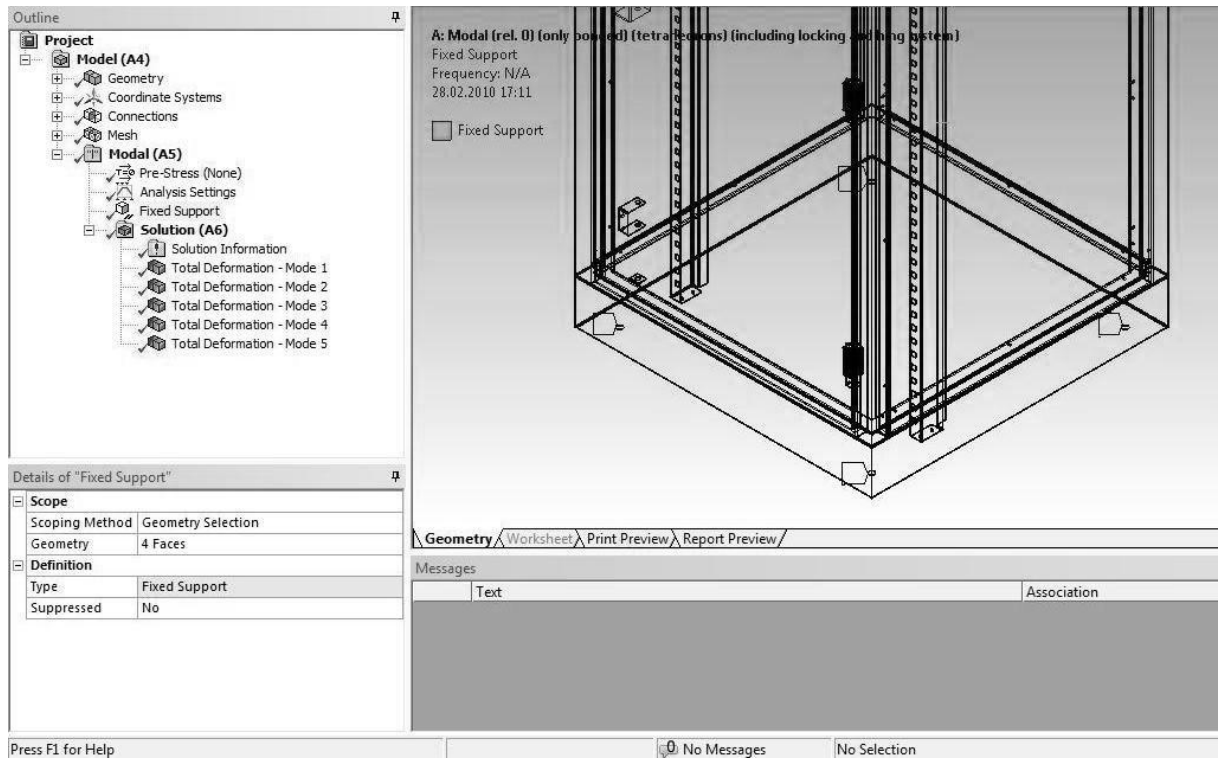 Outline
Project
Model (A4)
Geometry
Coordinate Systems
Connections
Mesh
Modal (A5)
Pre-Stress (None)
Analysis Settings
Fixed Support
Solution (A6)
Solution Information
Total Deformation - Mode 1
Total Deformation - Mode 2
Total Deformation - Mode 3
Total Deformation - Mode 4
Total Deformation - Mode 5
Details of "Fixed Support"
Scope
Scoping Method Geometry Selection
Geometry 4 Faces
Definition
Type Fixed Support
Suppressed No
A: Modal (rel. 0) (only bonded) (tetraedrons) (including locking and
Fixed Support
Frequency: N/A
28.02.2010 17:11
Fixed Support
Geometry Worksheet Print Preview Report Preview
Messages
Text Association
Press F1 for Help 0 No Messages No Selection